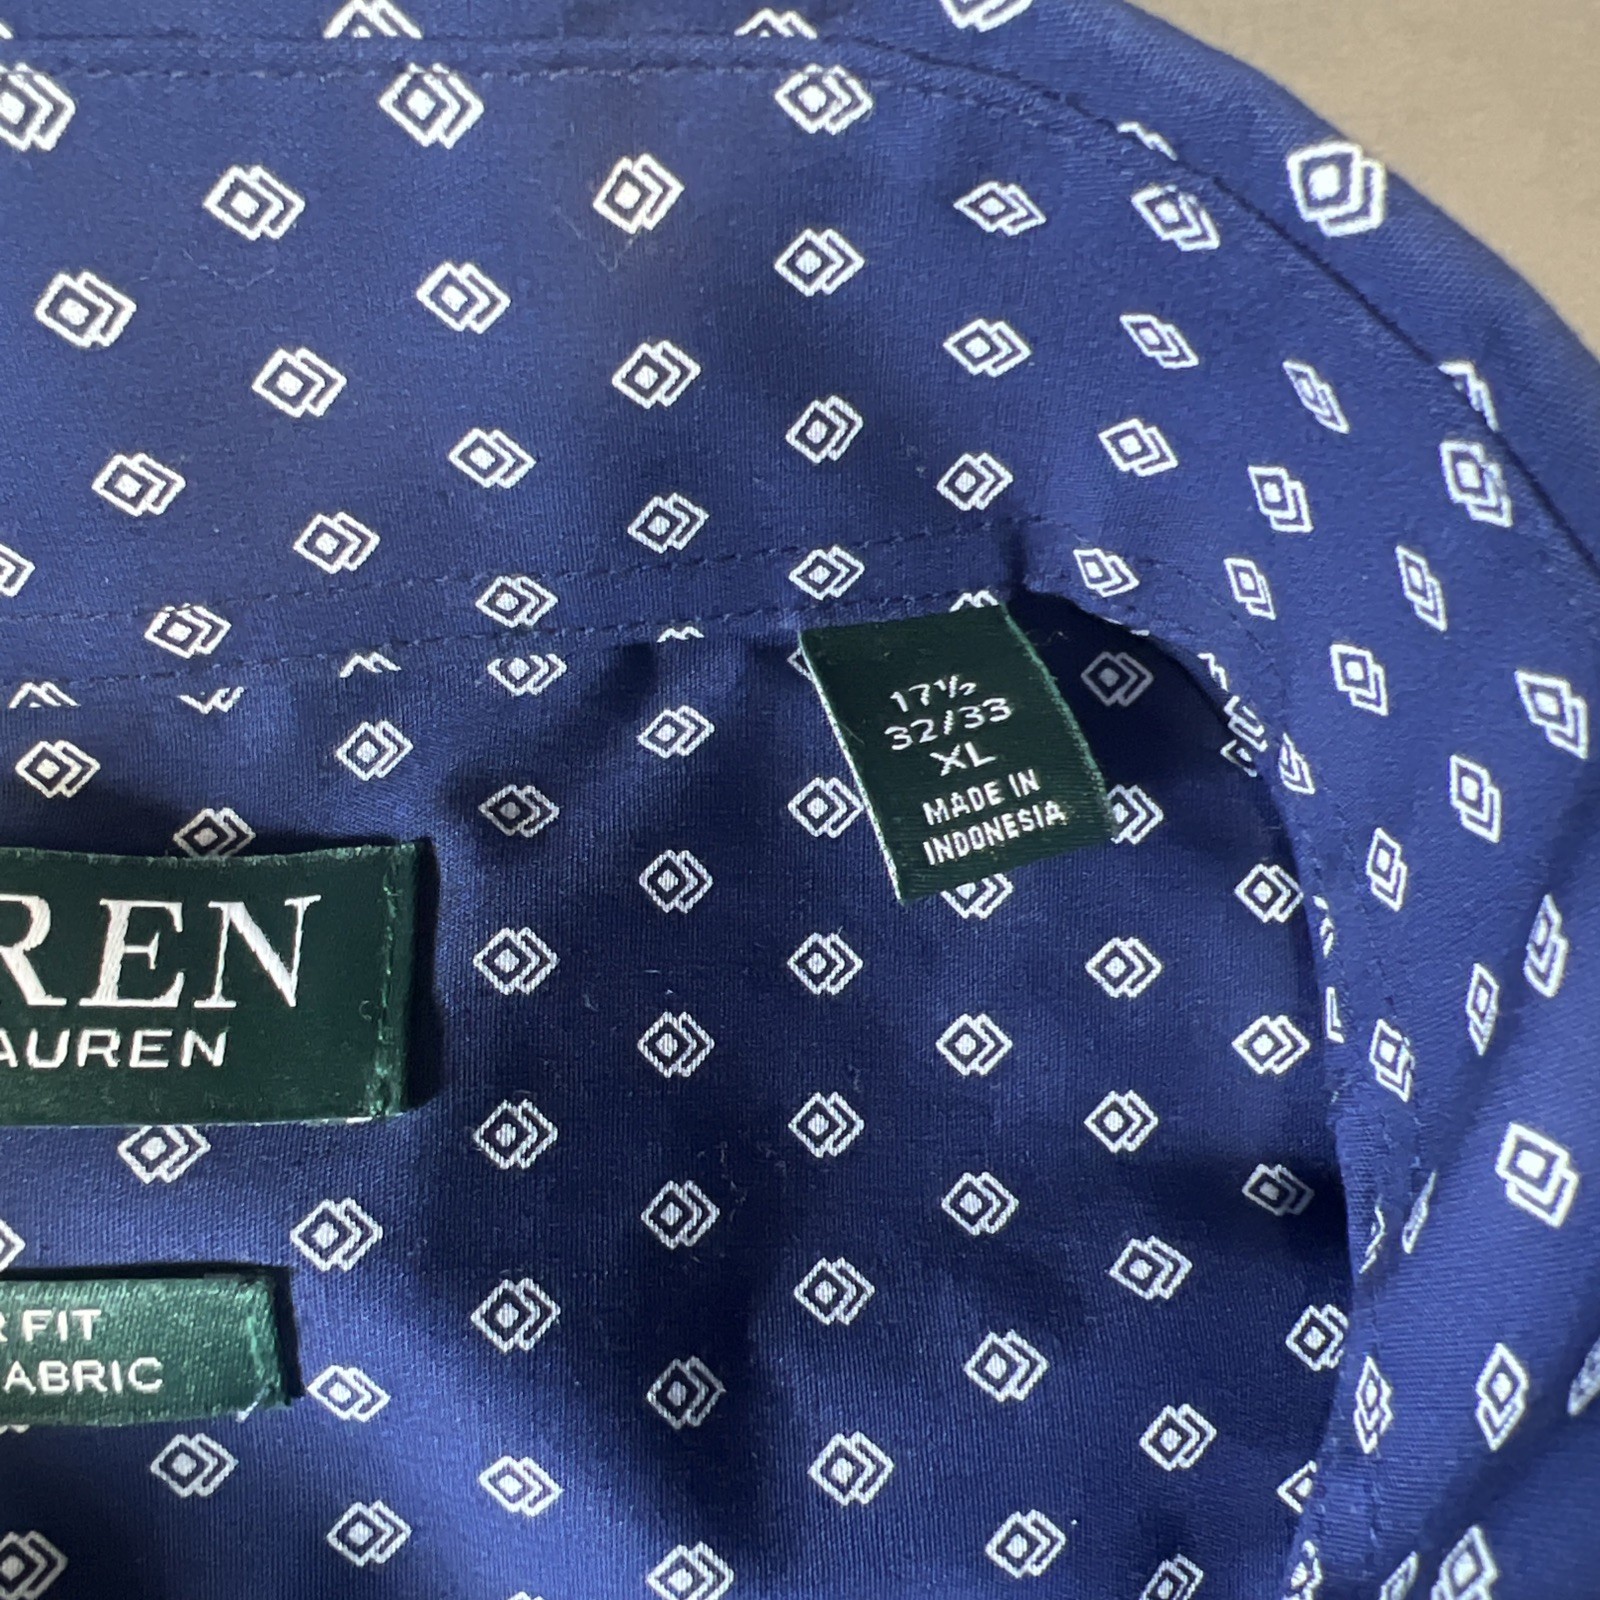 17½
32/33
XL
MADE IN
INDONESIA
REN
AUREN
R FIT
ABRIC